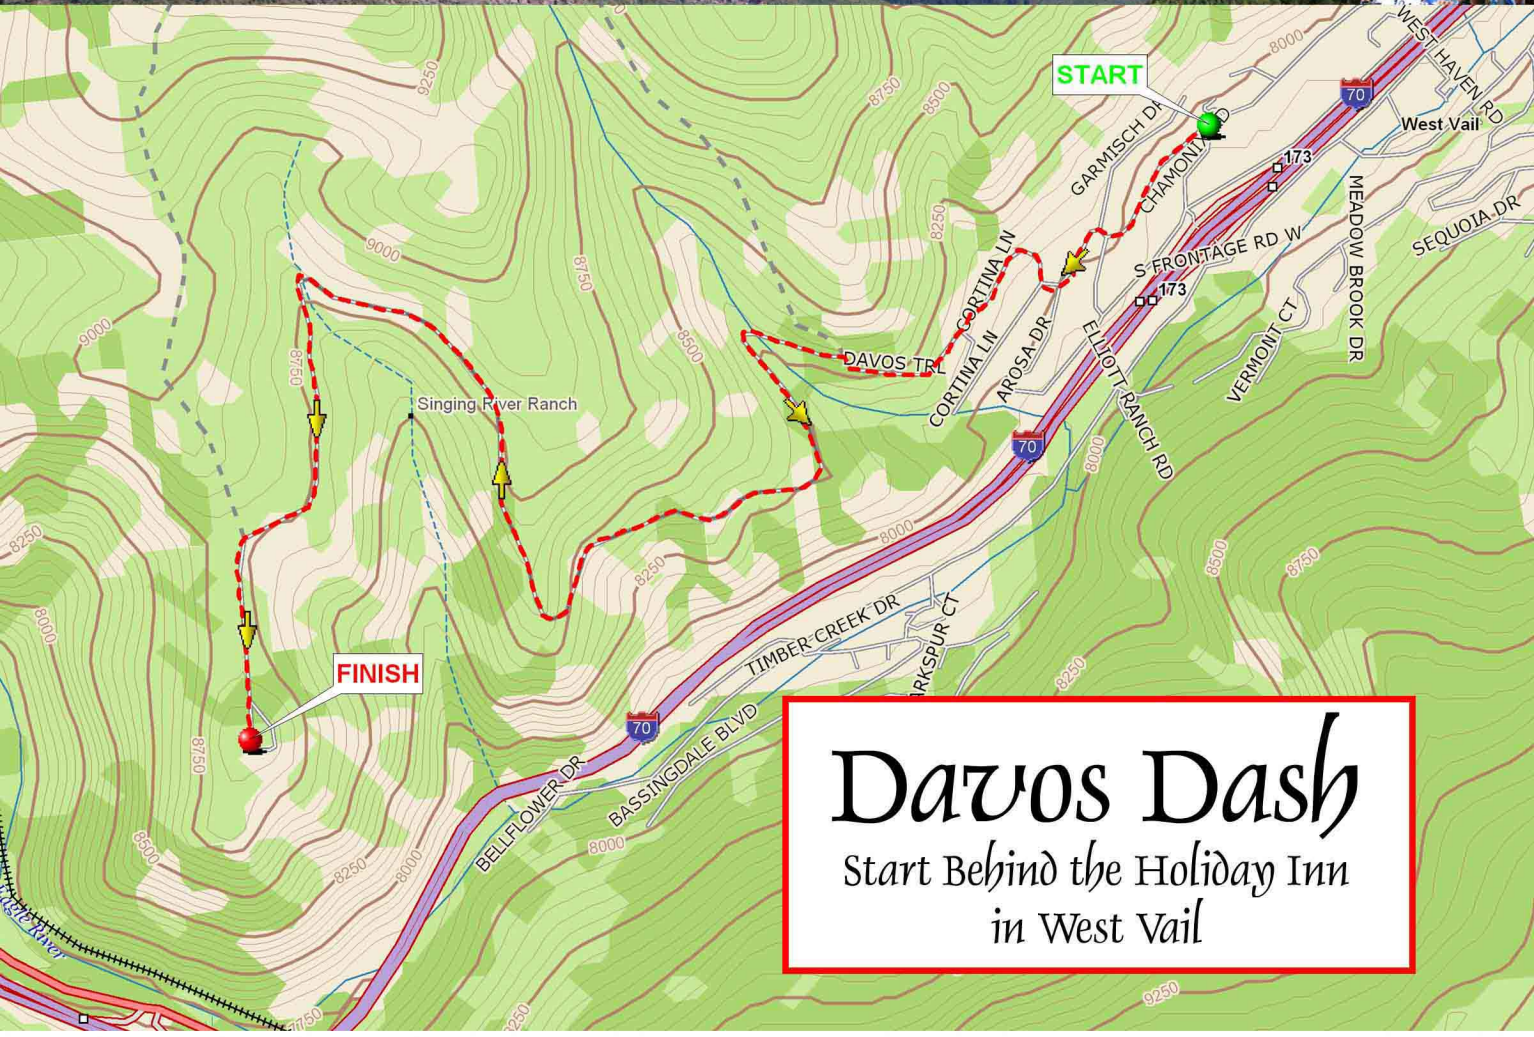 9250
8000
WEST HAVEN RD
START
70
8750
8500
GARMISCH DR
West Vail
CHAMONIX RD
173
MEADOW BROOK DR
SEQUOIA DR
8250
9000
CORTINA LN
S FRONTAGE RD W
8750
173
9000
8500
DAVOS TRL
CORTINA LN
AROSA DR
ELLIOTT RANCH RD
VERMONT CT
8750
Singing River Ranch
70
8000
8250
8000
8500
8750
8250
8000
TIMBER CREEK DR
ARKSPUR CT
FINISH
8250
8750
70
BASSINGDALE BLVD
BELLFLOWER DR
8500
8250
8000
8000
Eagle River
7750
8250
9250
Davos Dash
Start Behind the Holiday Inn
in West Vail